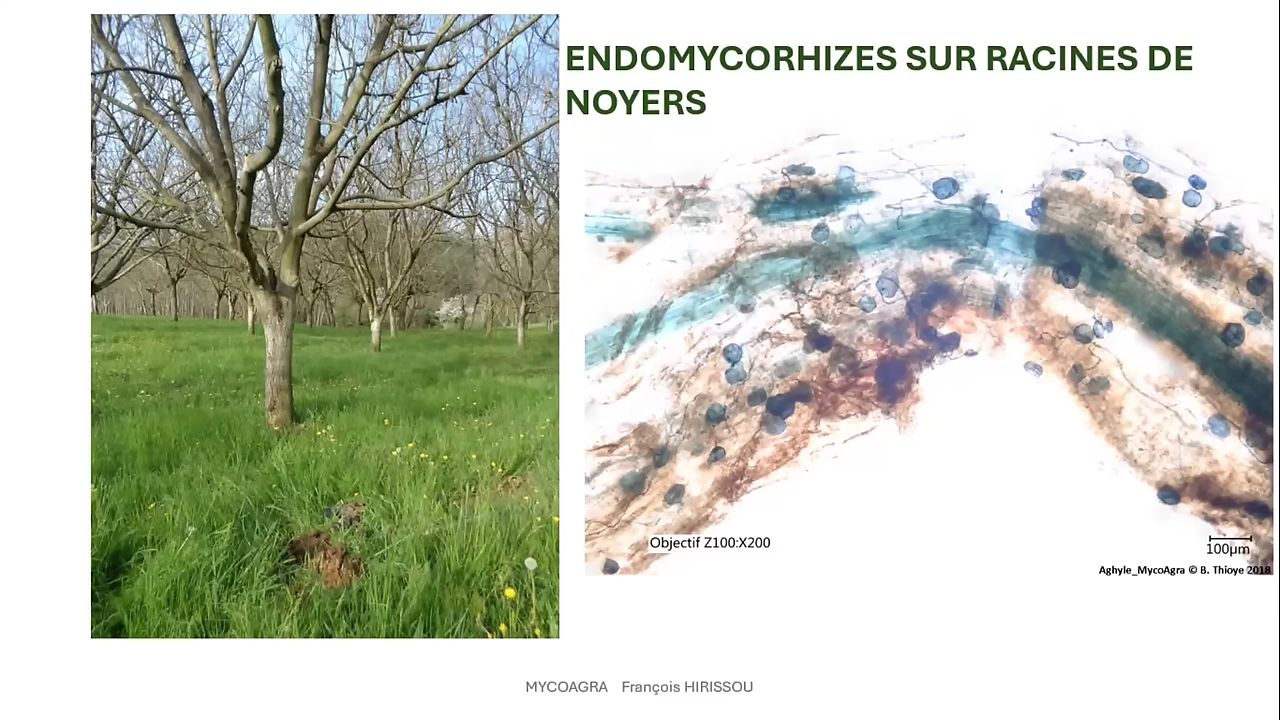 ENDOMYCORHIZES SUR RACINES DE
NOYERS
Objectif Z100:X200
100µm
Aghyle_MycoAgra © B. Thioye 2018
MYCOAGRA François HIRISSOU